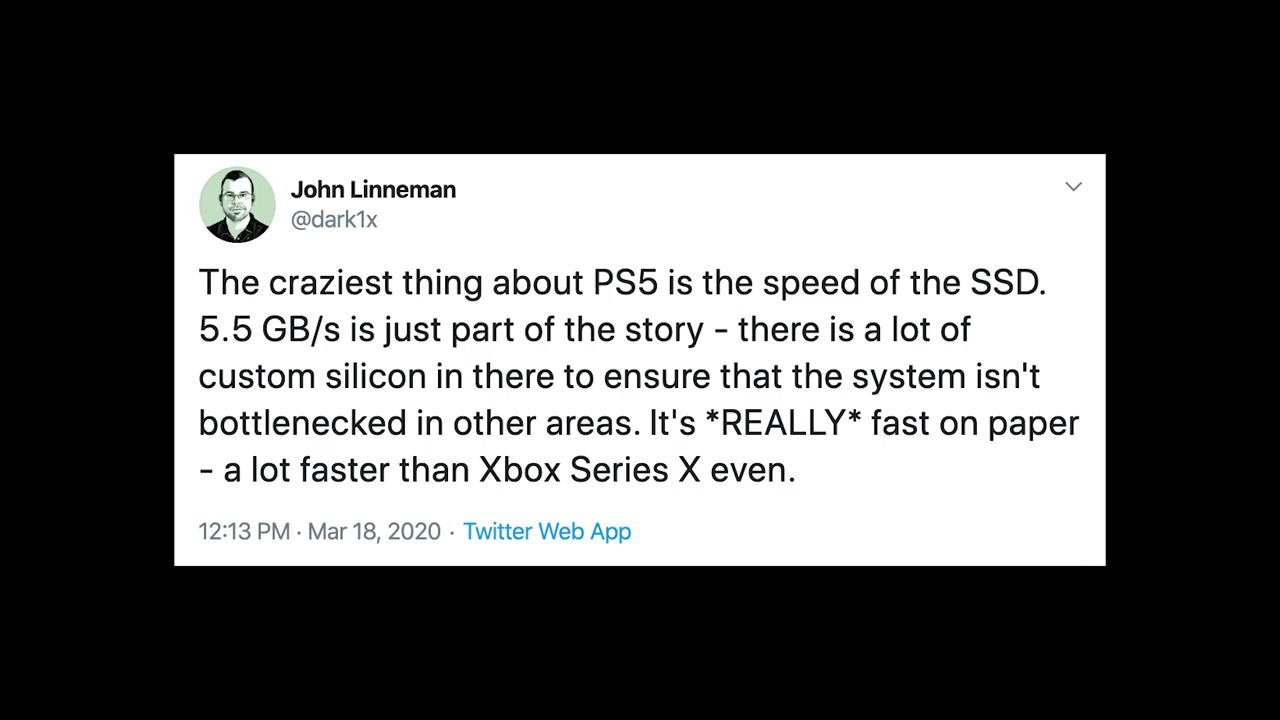 John Linneman
@dark1x
The craziest thing about PS5 is the speed of the SSD.
5.5 GB/s is just part of the story - there is a lot of
custom silicon in there to ensure that the system isn't
bottlenecked in other areas. It's *REALLY* fast on paper
- a lot faster than Xbox Series X even.
12:13 PM · Mar 18, 2020 · Twitter Web App